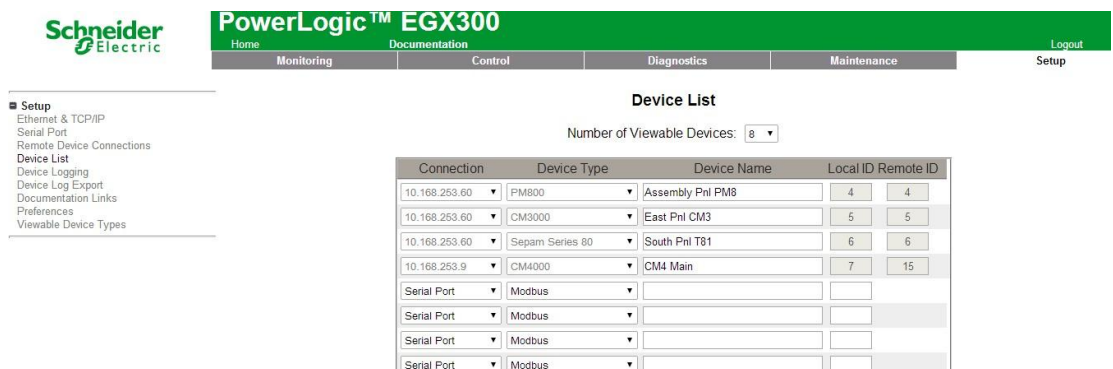 Schneider Electric
PowerLogic™ EGX300
Home Documentation Logout
Monitoring Control Diagnostics Maintenance Setup
Setup
Ethernet & TCP/IP
Serial Port
Remote Device Connections
Device List
Device Logging
Device Log Export
Documentation Links
Preferences
Viewable Device Types
Device List
Number of Viewable Devices: 8
Connection Device Type Device Name Local ID Remote ID
10.168.253.60 PM800 Assembly Pnl PM8 4 4
10.168.253.60 CM3000 East Pnl CM3 5 5
10.168.253.60 Sepam Series 80 South Pnl T81 6 6
10.168.253.9 CM4000 CM4 Main 7 15
Serial Port Modbus
Serial Port Modbus
Serial Port Modbus
Serial Port Modbus